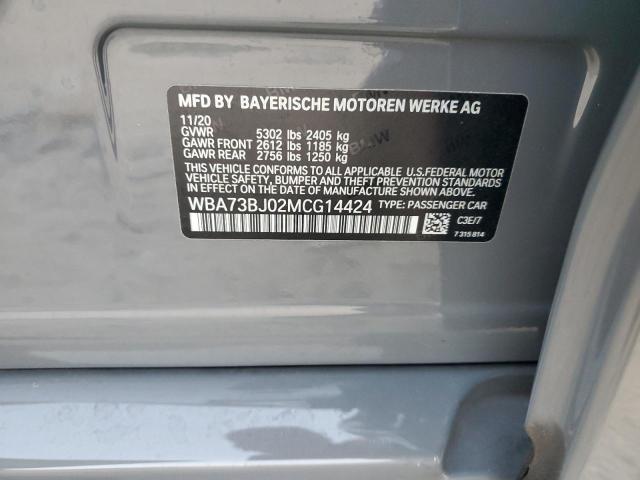 MFD BY BAYERISCHE MOTOREN WERKE AG
11/20
GVWR 5302 lbs 2405 kg
GAWR FRONT 2612 lbs 1185 kg
GAWR REAR 2756 lbs 1250 kg
THIS VEHICLE CONFORMS TO ALL APPLICABLE U.S.FEDERAL MOTOR
VEHICLE SAFETY, BUMPER AND THEFT PREVENTION STANDARDS
IN EFFECT ON THE DATE OF MANUFACTURE SHOWN ABOVE.
WBA73BJ02MCG14424 TYPE: PASSENGER CAR
C3E/7
7 315 814